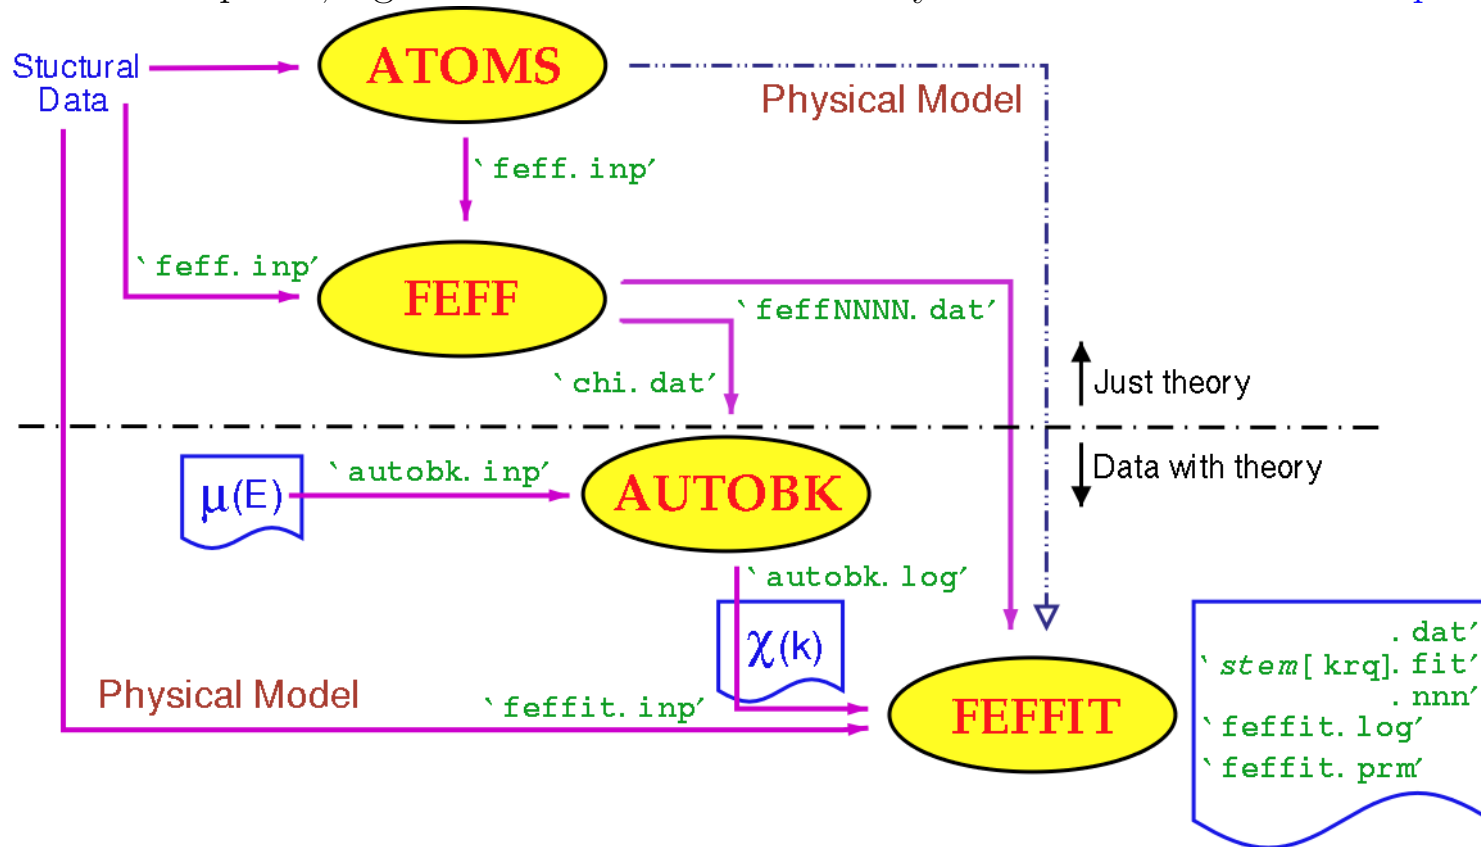 Stuctural
Data
ATOMS
Physical Model
`feff.inp'
`feff.inp'
FEFF
`feffNNNN.dat'
`chi.dat'
Just theory
Data with theory
μ(E)
`autobk.inp'
AUTOBK
`autobk.log'
χ(k)
Physical Model
`feffit.inp'
FEFFIT
.dat'
`stem[krq].fit'
.nnn'
`feffit.log'
`feffit.prm'